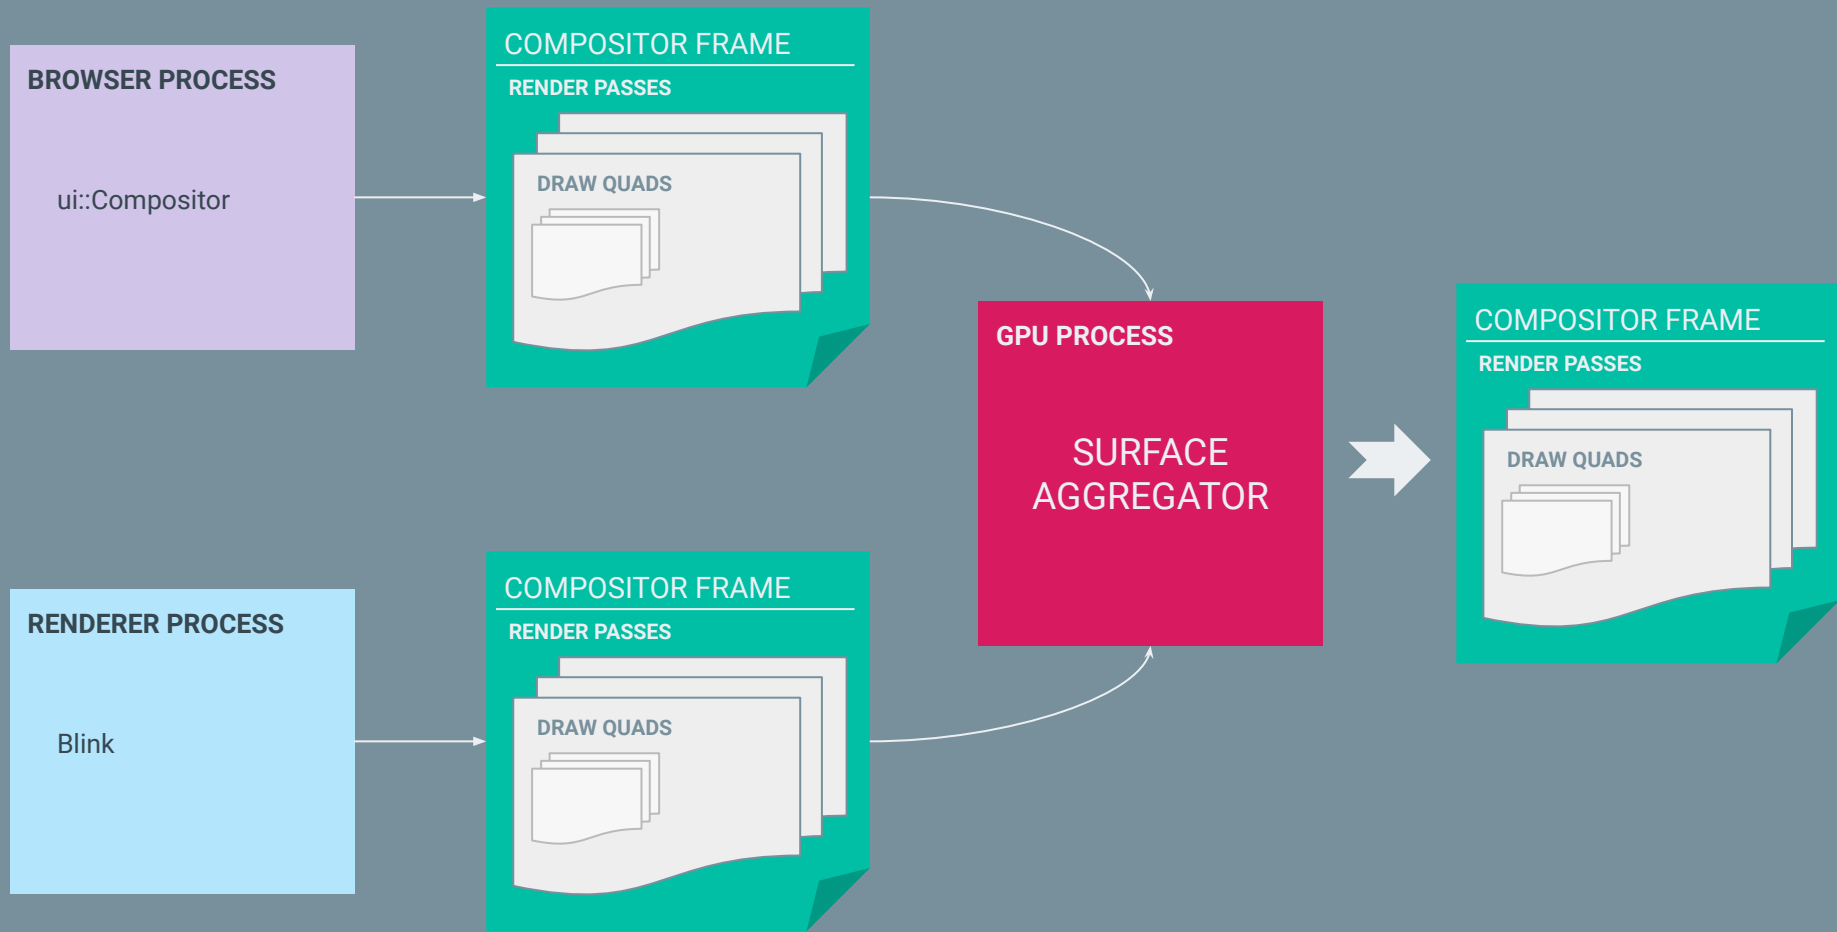 BROWSER PROCESS
ui::Compositor
COMPOSITOR FRAME
RENDER PASSES
DRAW QUADS
RENDERER PROCESS
Blink
COMPOSITOR FRAME
RENDER PASSES
DRAW QUADS
GPU PROCESS
SURFACE
AGGREGATOR
COMPOSITOR FRAME
RENDER PASSES
DRAW QUADS